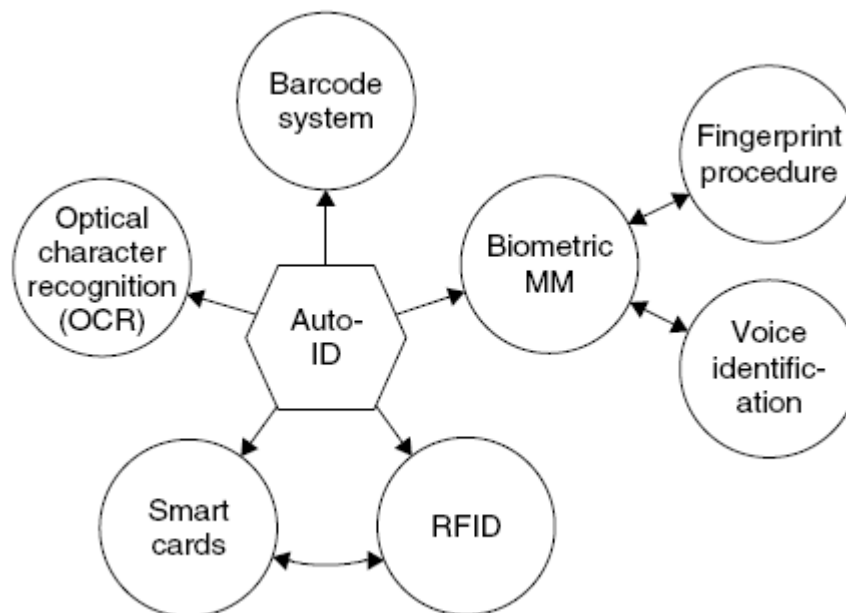 Barcode
system
Fingerprint
procedure
Optical
character
recognition
(OCR)
Biometric
MM
Auto-
ID
Voice
identific-
ation
Smart
cards
RFID